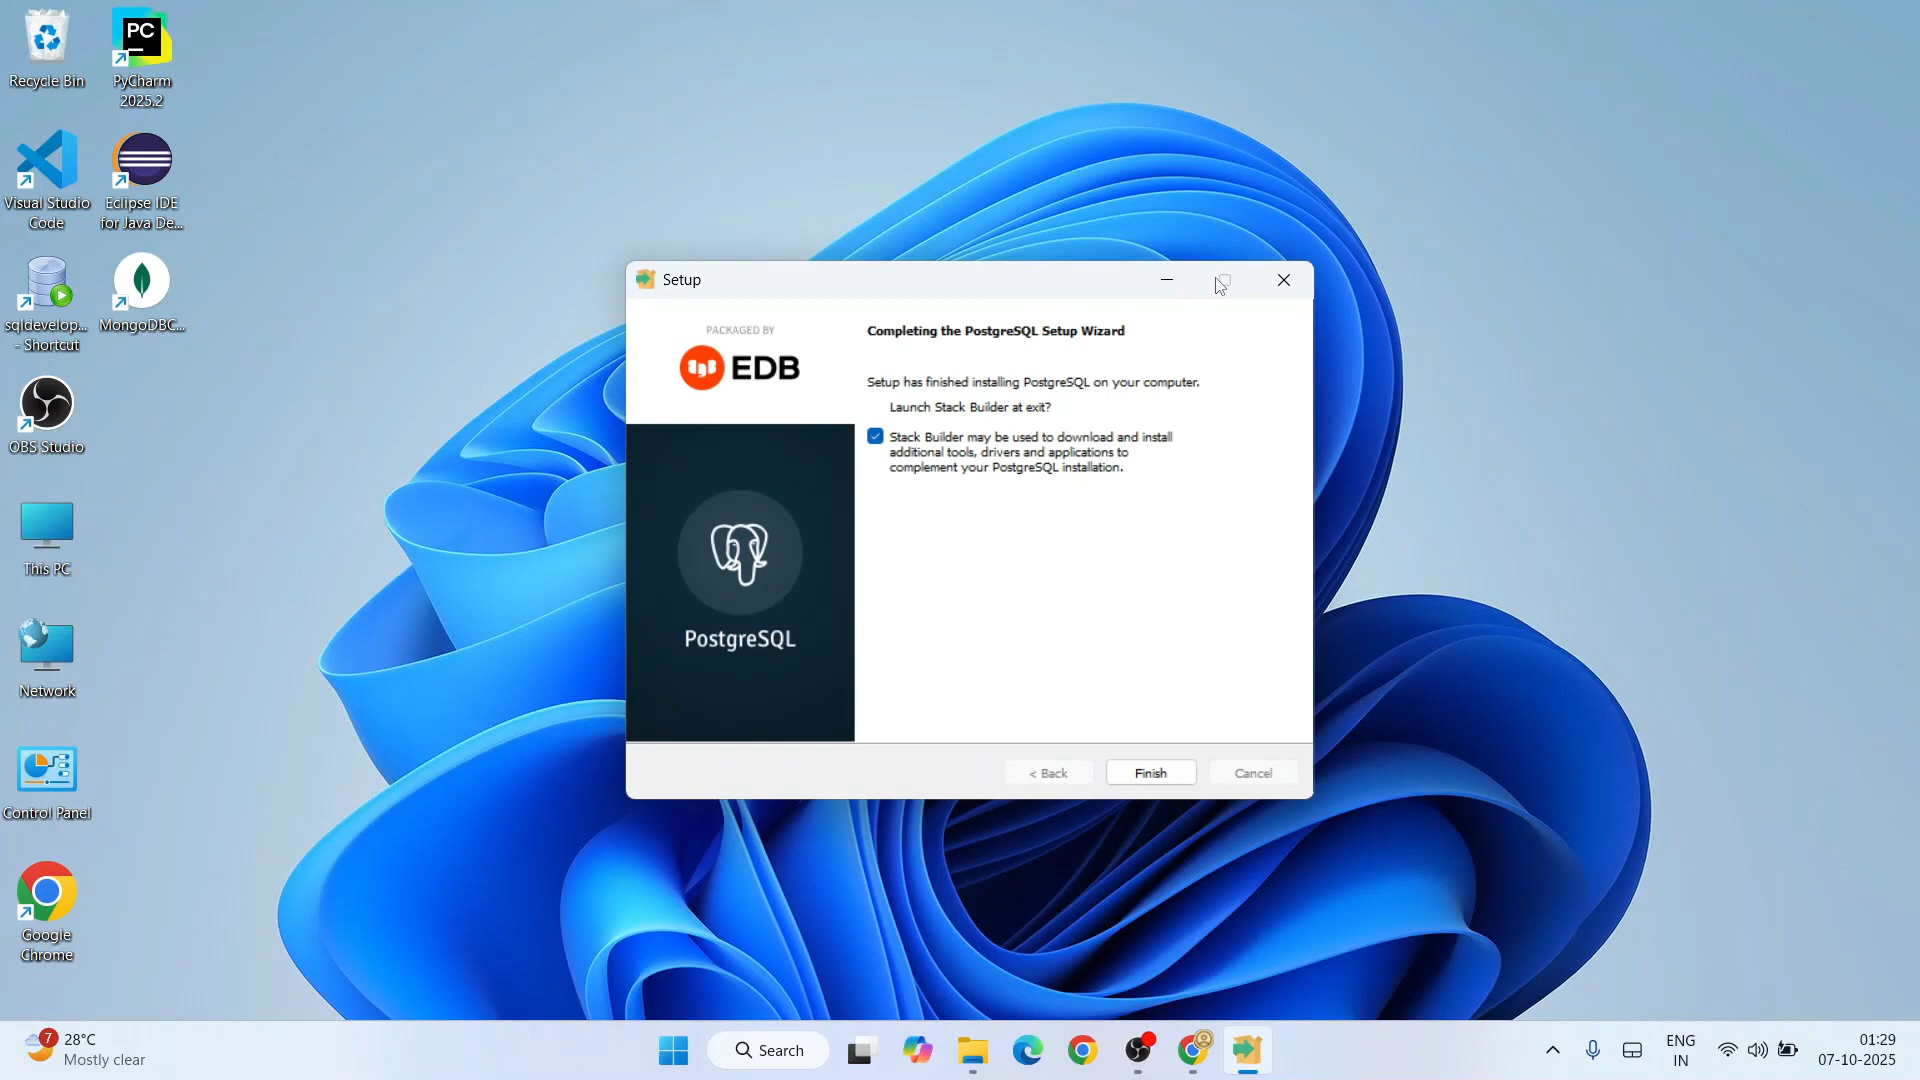 Recycle Bin
PC
PyCharm
2025.2
Visual Studio
Code
Eclipse IDE
for Java De...
sqldevelop...
- Shortcut
MongoDBC...
OBS Studio
This PC
Network
Control Panel
Google
Chrome
Setup
PACKAGED BY
EDB
PostgreSQL
Completing the PostgreSQL Setup Wizard
Setup has finished installing PostgreSQL on your computer.
Launch Stack Builder at exit?
Stack Builder may be used to download and install
additional tools, drivers and applications to
complement your PostgreSQL installation.
< Back
Finish
Cancel
7
28°C
Mostly clear
Search
ENG
IN
01:29
07-10-2025